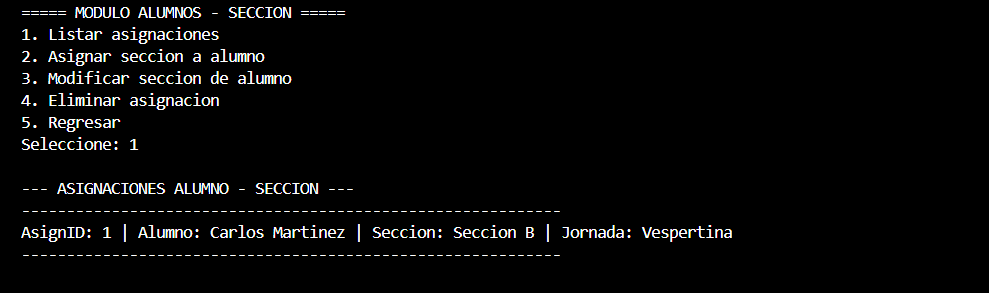 ===== MODULO ALUMNOS - SECCION =====
1. Listar asignaciones
2. Asignar seccion a alumno
3. Modificar seccion de alumno
4. Eliminar asignacion
5. Regresar
Seleccione: 1
--- ASIGNACIONES ALUMNO - SECCION ---
------------------------------------------------------------
AsignID: 1 | Alumno: Carlos Martinez | Seccion: Seccion B | Jornada: Vespertina
------------------------------------------------------------